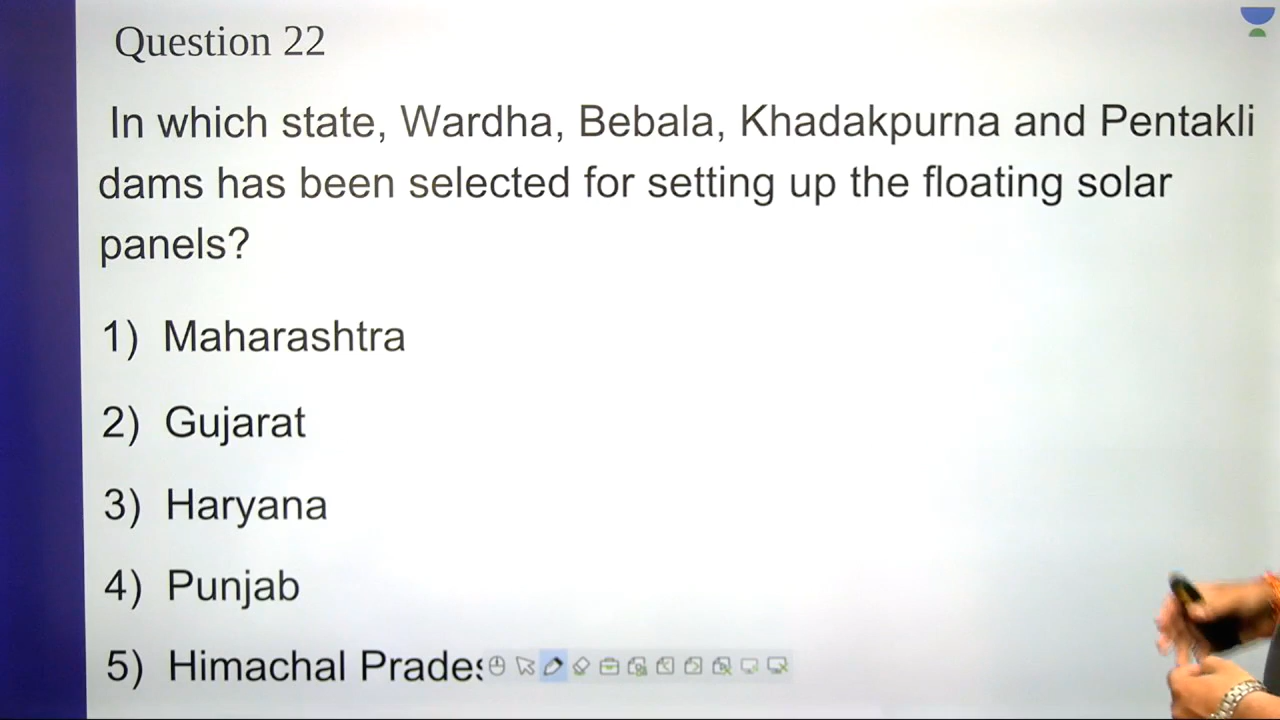 Question 22
In which state, Wardha, Bebala, Khadakpurna and Pentakli
dams has been selected for setting up the floating solar
panels?
1) Maharashtra
2) Gujarat
3) Haryana
4) Punjab
5) Himachal